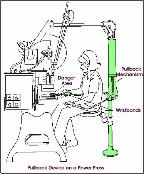 Danger
Area
Pullback
Mechanism
Wristbands
Pullback Device on a Power Press